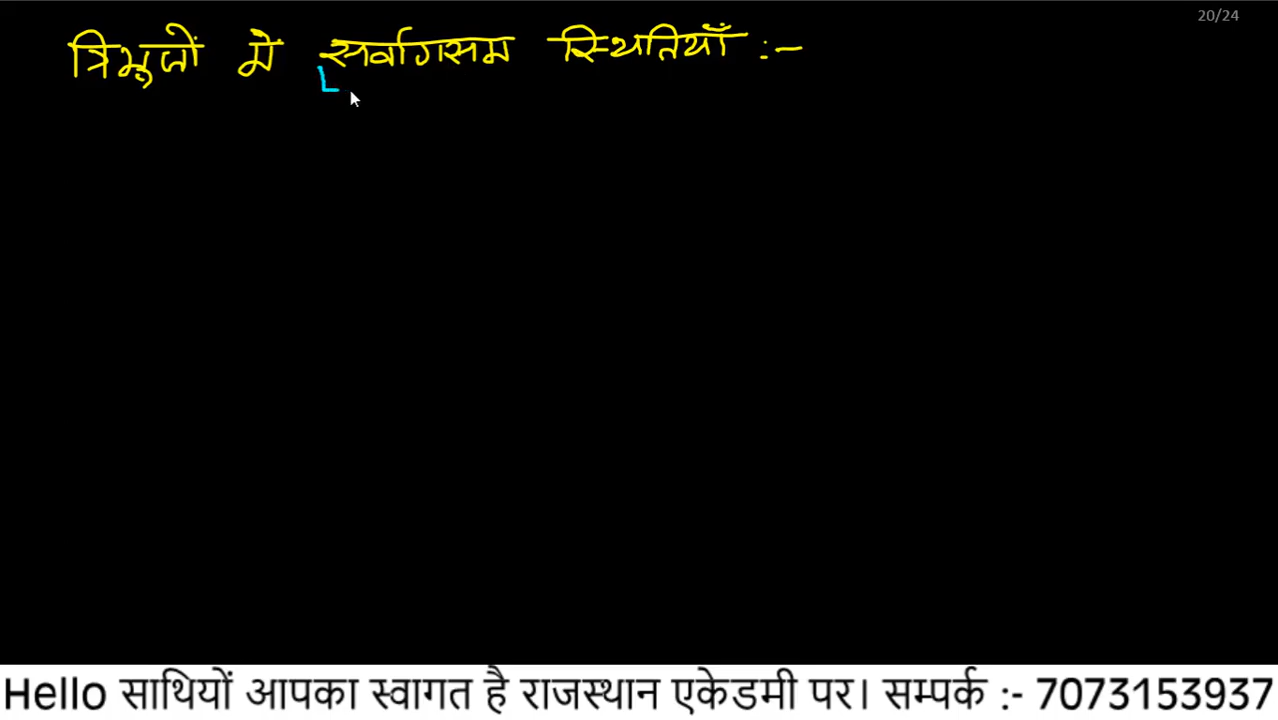 20/24
त्रिभुजों में सर्वागसम स्थितियाँ :-
Hello साथियों आपका स्वागत है राजस्थान एकेडमी पर। सम्पर्क :- 7073153937